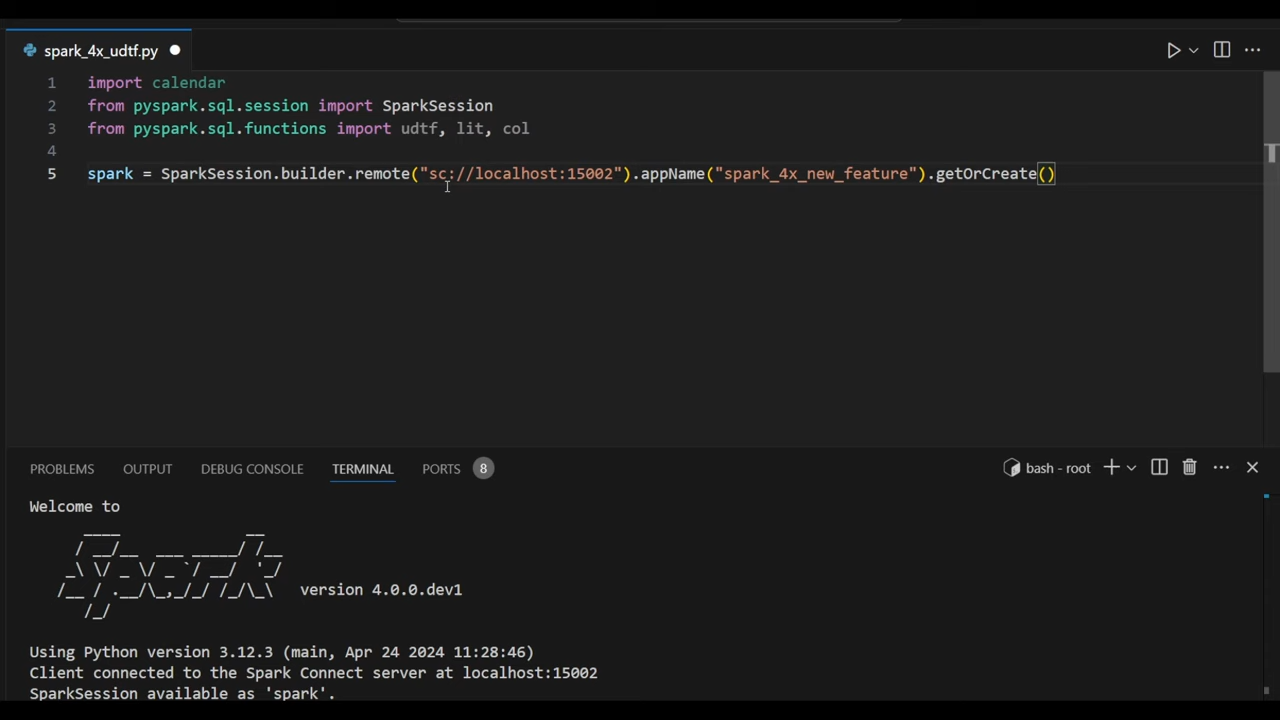 spark_4x_udtf.py
1 import calendar
2 from pyspark.sql.session import SparkSession
3 from pyspark.sql.functions import udtf, lit, col
4
5 spark = SparkSession.builder.remote("sc://localhost:15002").appName("spark_4x_new_feature").getOrCreate()
PROBLEMS OUTPUT DEBUG CONSOLE TERMINAL PORTS 8 bash - root
Welcome to
Spark version 4.0.0.dev1
Using Python version 3.12.3 (main, Apr 24 2024 11:28:46)
Client connected to the Spark Connect server at localhost:15002
SparkSession available as 'spark'.